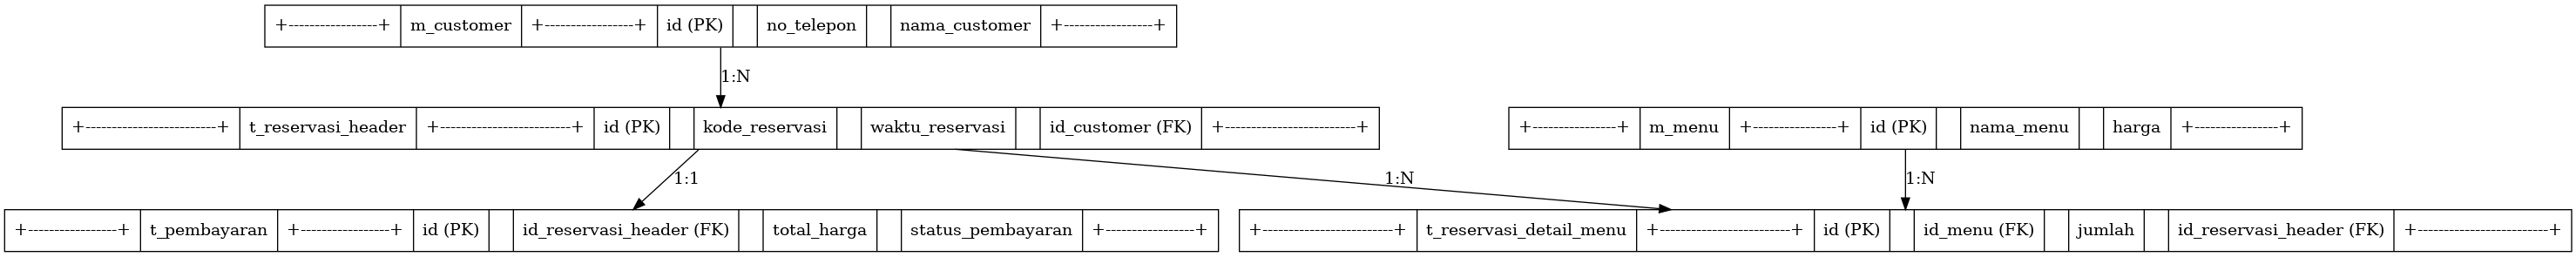 +-----------------+ m_customer +-----------------+ id (PK) no_telepon nama_customer +-----------------+
1:N
+-------------------------+ t_reservasi_header +-------------------------+ id (PK) kode_reservasi waktu_reservasi id_customer (FK) +-------------------------+
+----------------+ m_menu +----------------+ id (PK) nama_menu harga +----------------+
1:1
1:N
1:N
+-----------------+ t_pembayaran +-----------------+ id (PK) id_reservasi_header (FK) total_harga status_pembayaran +-----------------+
+-------------------------+ t_reservasi_detail_menu +-------------------------+ id (PK) id_menu (FK) jumlah id_reservasi_header (FK) +-------------------------+